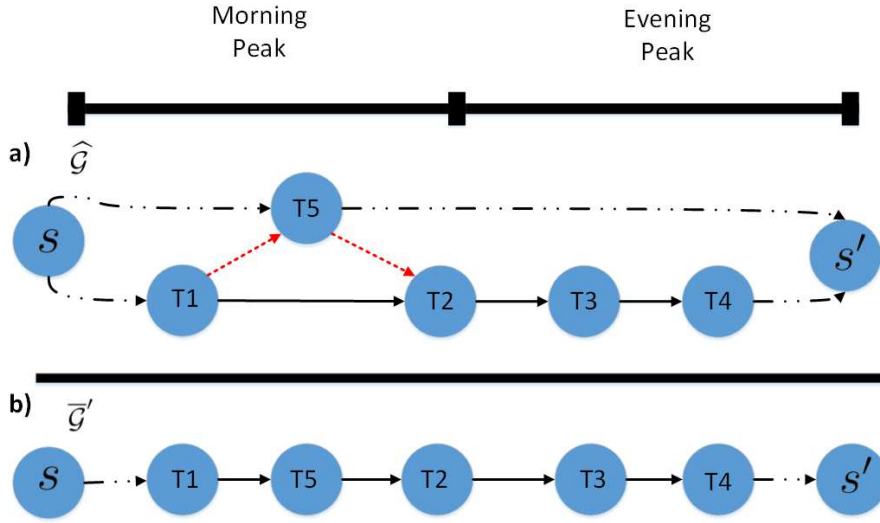 Morning
Peak
Evening
Peak
a) 𝒢̂
T5
s
s′
T1
T2
T3
T4
b) 𝒢̅′
s
T1
T5
T2
T3
T4
s′